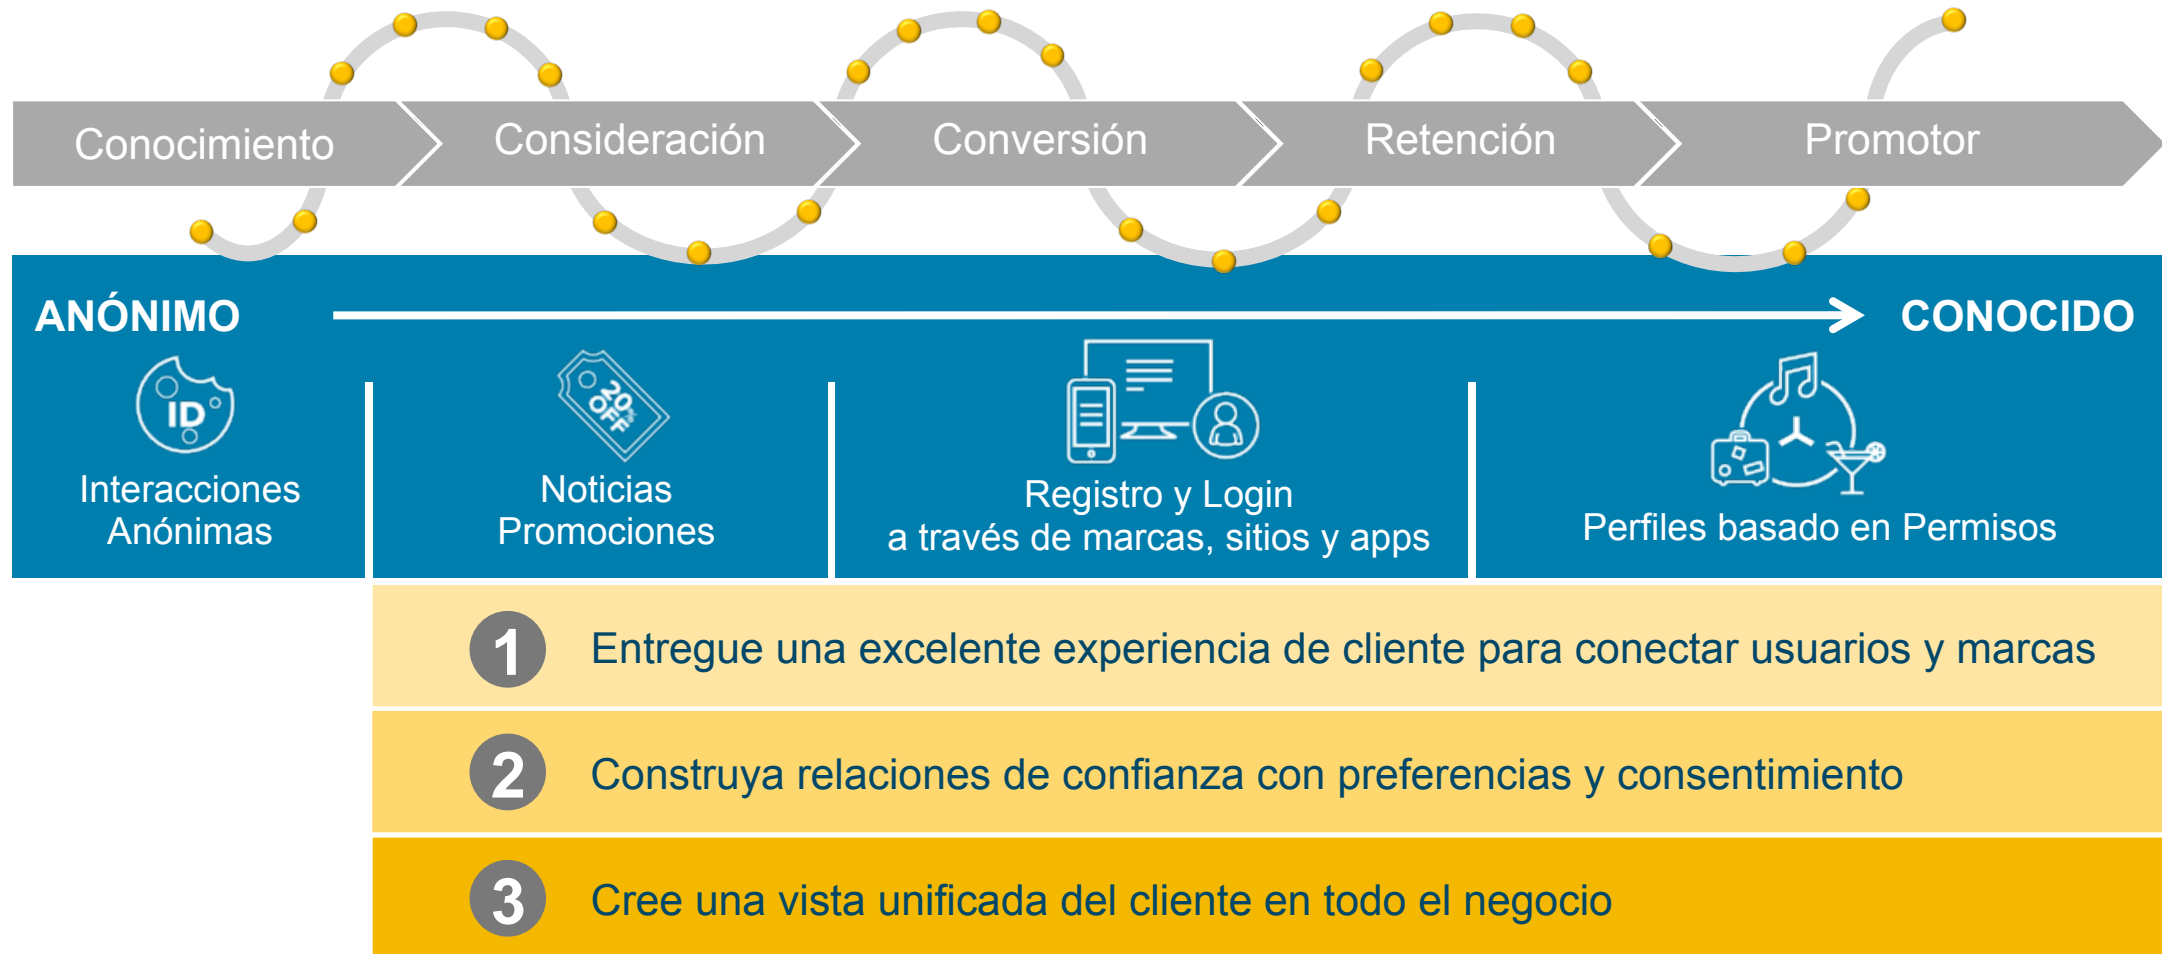 Conocimiento
Consideración
Conversión
Retención
Promotor
ANÓNIMO
CONOCIDO
ID
20%
OFF
Interacciones
Anónimas
Noticias
Promociones
Registro y Login
a través de marcas, sitios y apps
Perfiles basado en Permisos
1 Entregue una excelente experiencia de cliente para conectar usuarios y marcas
2 Construya relaciones de confianza con preferencias y consentimiento
3 Cree una vista unificada del cliente en todo el negocio